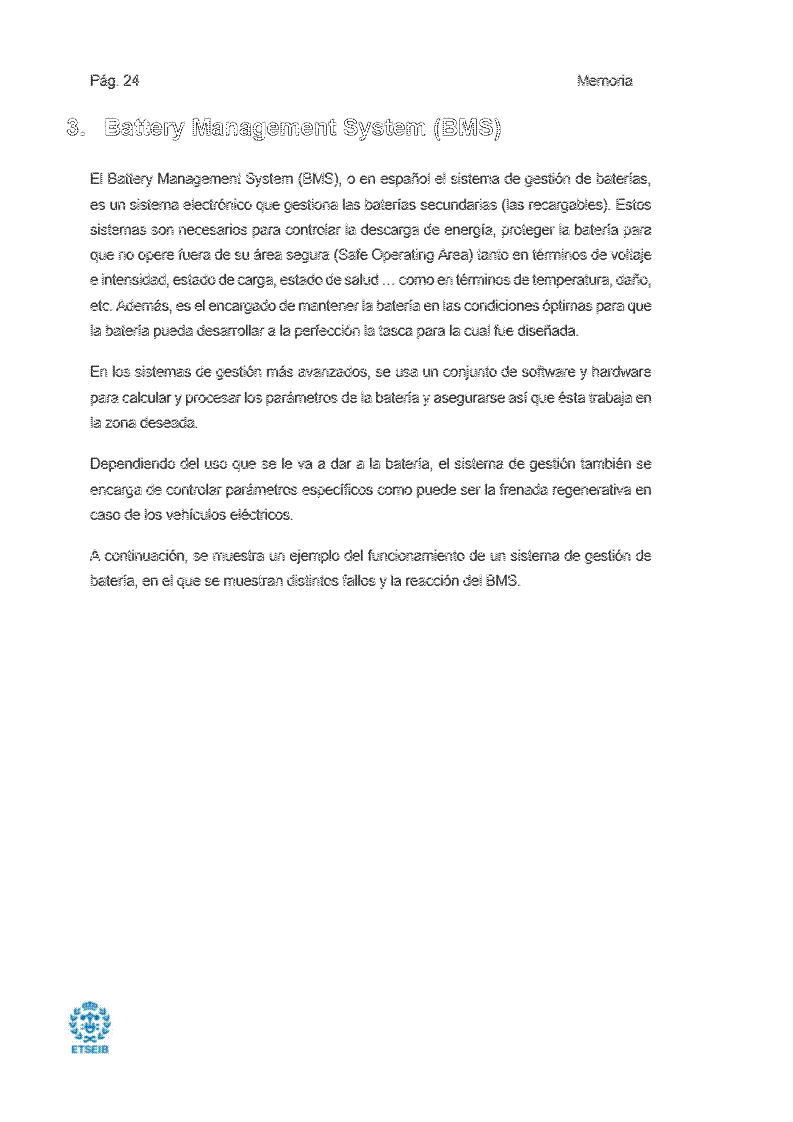 Pág. 24 Memoria
3. Battery Management System (BMS)
El Battery Management System (BMS), o en español el sistema de gestión de baterías,
es un sistema electrónico que gestiona las baterías secundarias (las recargables). Estos
sistemas son necesarios para controlar la descarga de energía, proteger la batería para
que no opere fuera de su área segura (Safe Operating Area) tanto en términos de voltaje
e intensidad, estado de carga, estado de salud … como en términos de temperatura, daño,
etc. Además, es el encargado de mantener la batería en las condiciones óptimas para que
la batería pueda desarrollar a la perfección la tasca para la cual fue diseñada.
En los sistemas de gestión más avanzados, se usa un conjunto de software y hardware
para calcular y procesar los parámetros de la batería y asegurarse así que ésta trabaja en
la zona deseada.
Dependiendo del uso que se le va a dar a la batería, el sistema de gestión también se
encarga de controlar parámetros específicos como puede ser la frenada regenerativa en
caso de los vehículos eléctricos.
A continuación, se muestra un ejemplo del funcionamiento de un sistema de gestión de
batería, en el que se muestran distintos fallos y la reacción del BMS.
ETSEIB